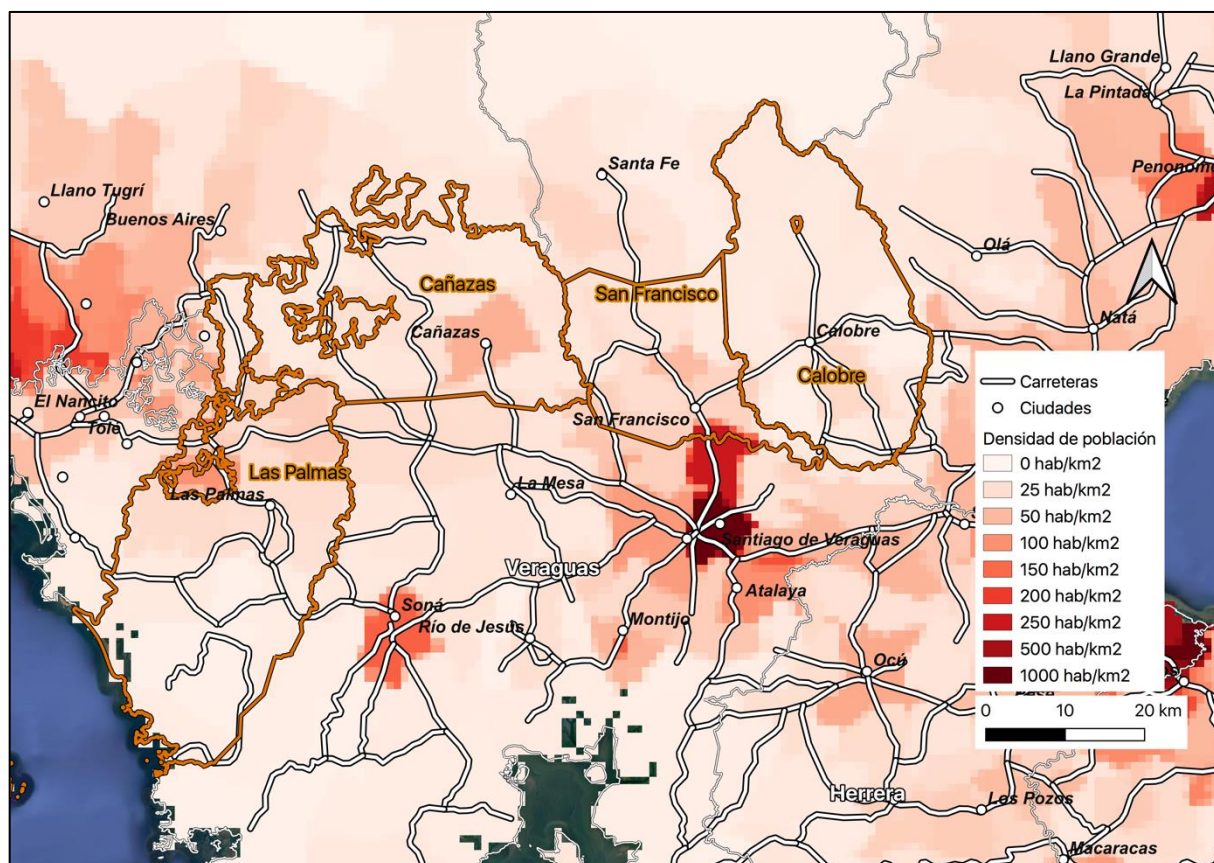 Llano Grande
La Pintada
Penonomé
Santa Fe
Llano Tugrí
Buenos Aires
Olá
Cañazas
San Francisco
Natá
Cañazas
Calobre
Calobre
El Nancito
San Francisco
Tolé
Las Palmas
La Mesa
Las Palmas
Santiago de Veraguas
Veraguas
Atalaya
Soná
Río de Jesús
Montijo
Ocú
Herrera
Los Pozos
Macaracas
Carreteras
Ciudades
Densidad de población
0 hab/km2
25 hab/km2
50 hab/km2
100 hab/km2
150 hab/km2
200 hab/km2
250 hab/km2
500 hab/km2
1000 hab/km2
0 10 20 km